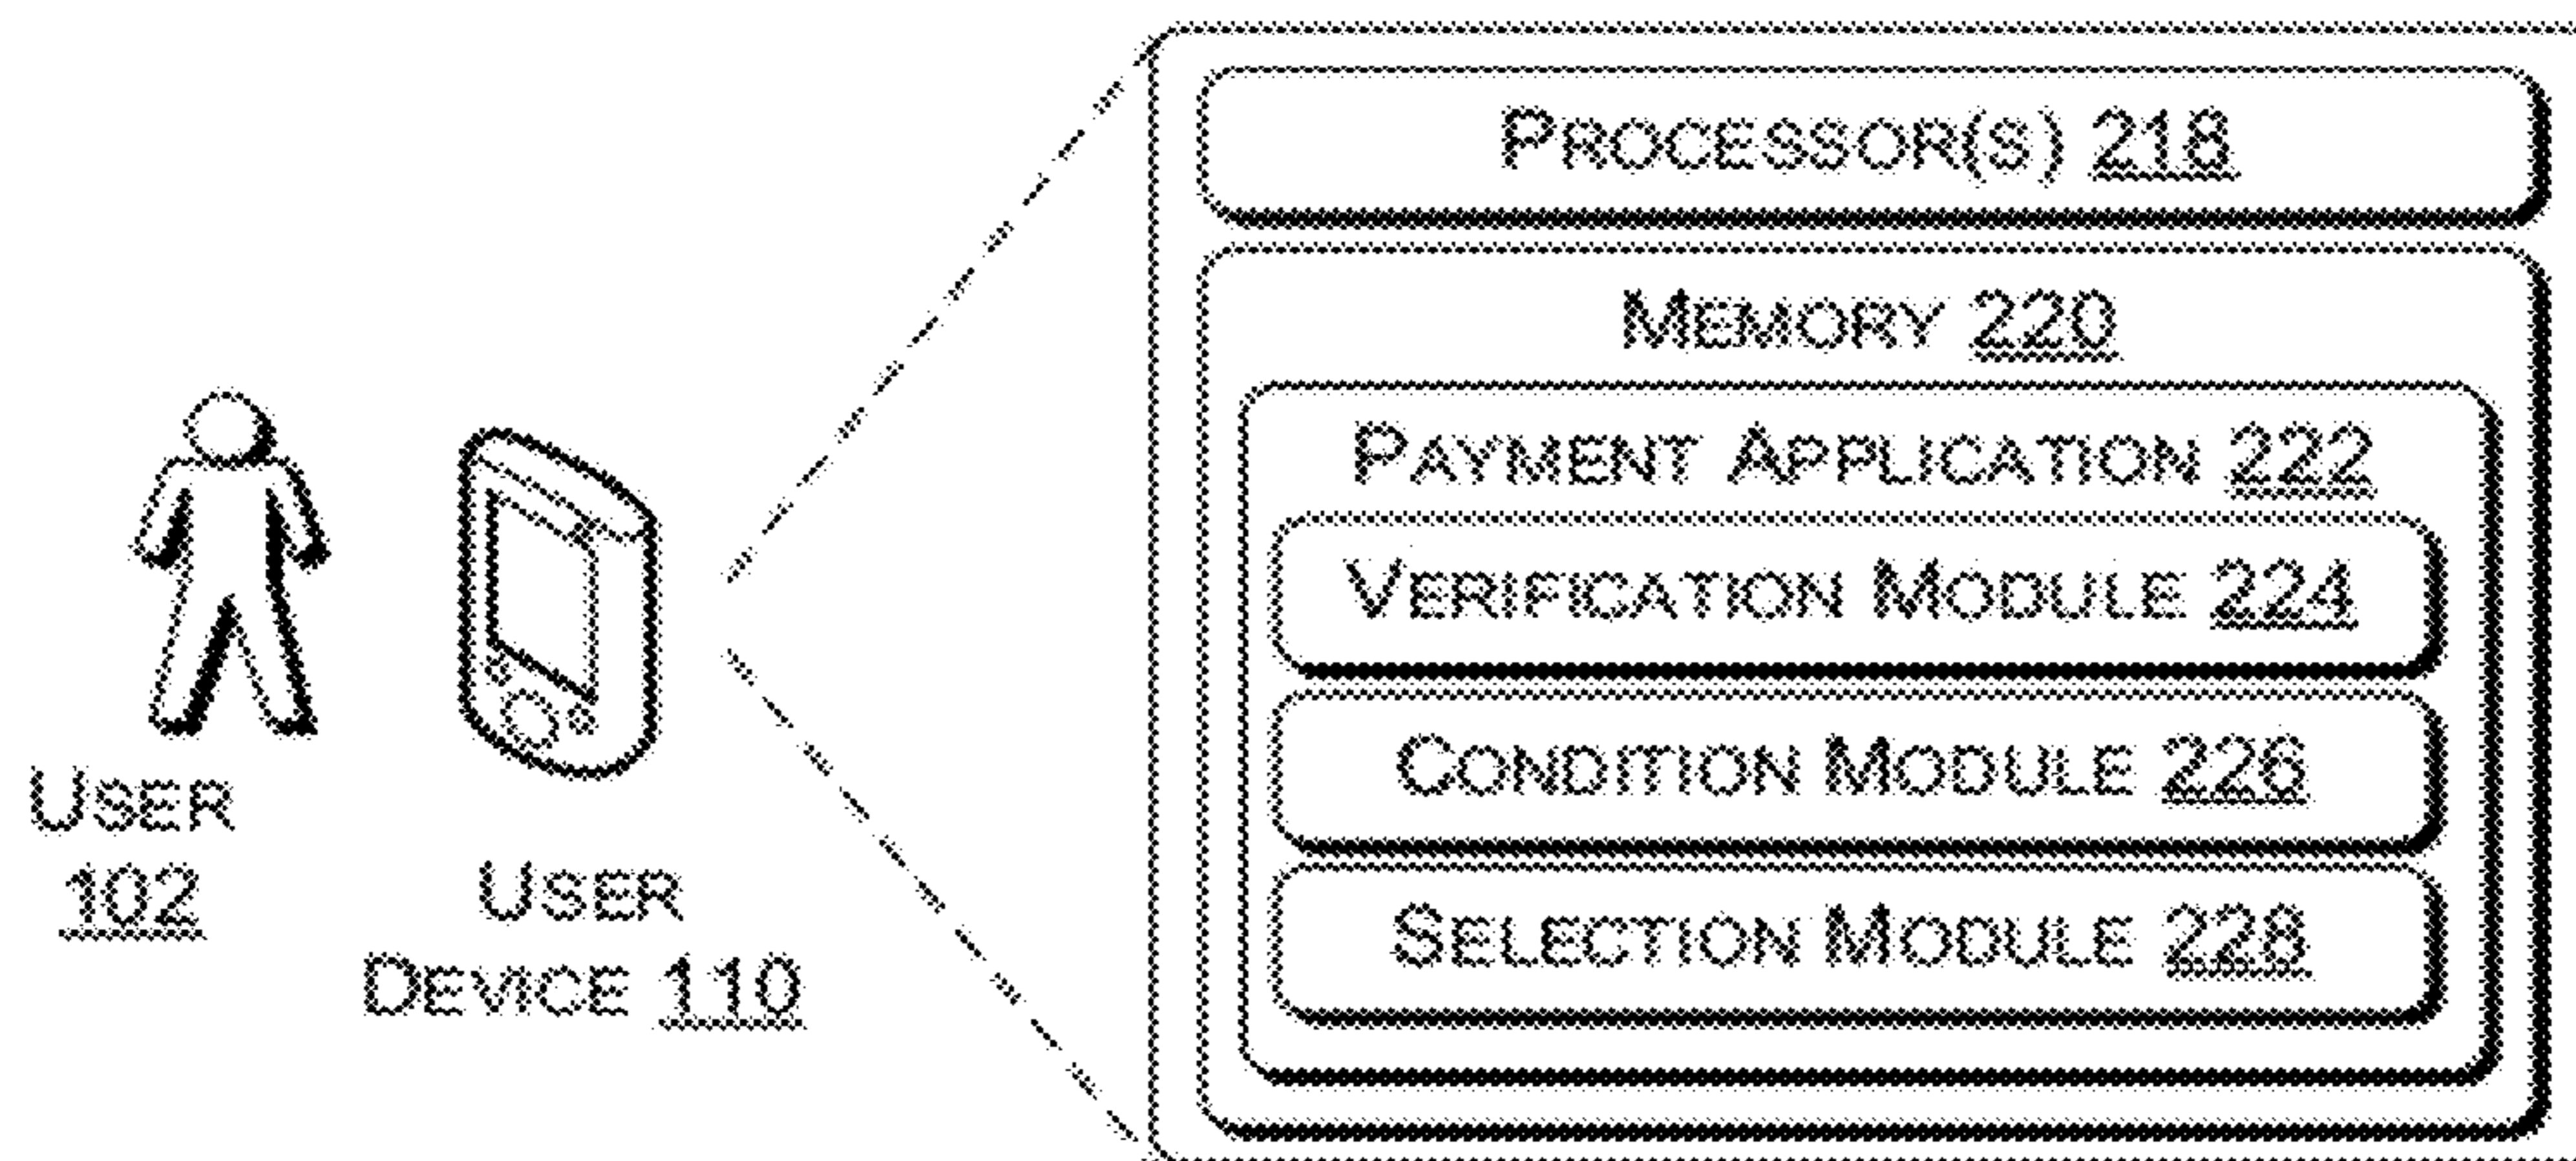 PROCESSOR(S) 218
MEMORY 220
PAYMENT APPLICATION 222
VERIFICATION MODULE 224
CONDITION MODULE 226
SELECTION MODULE 228
USER
102
USER
DEVICE 110